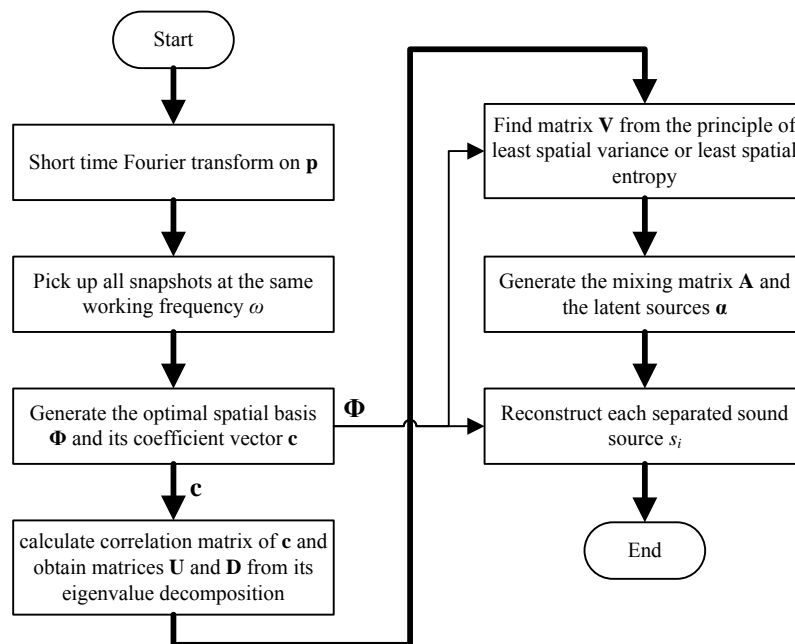 Start
Short time Fourier transform on p
Pick up all snapshots at the same
working frequency ω
Generate the optimal spatial basis
Φ and its coefficient vector c
Φ
c
calculate correlation matrix of c and
obtain matrices U and D from its
eigenvalue decomposition
Find matrix V from the principle of
least spatial variance or least spatial
entropy
Generate the mixing matrix A and
the latent sources α
Reconstruct each separated sound
source si
End